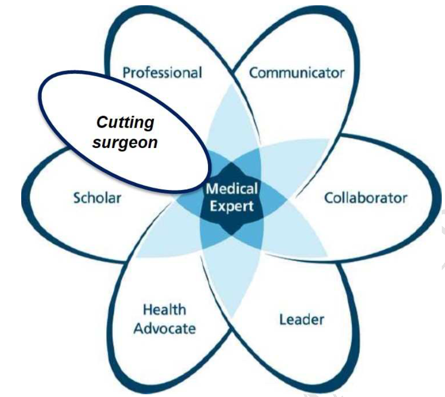 Professional
Communicator
Cutting
surgeon
Scholar
Medical
Expert
Collaborator
Health
Advocate
Leader